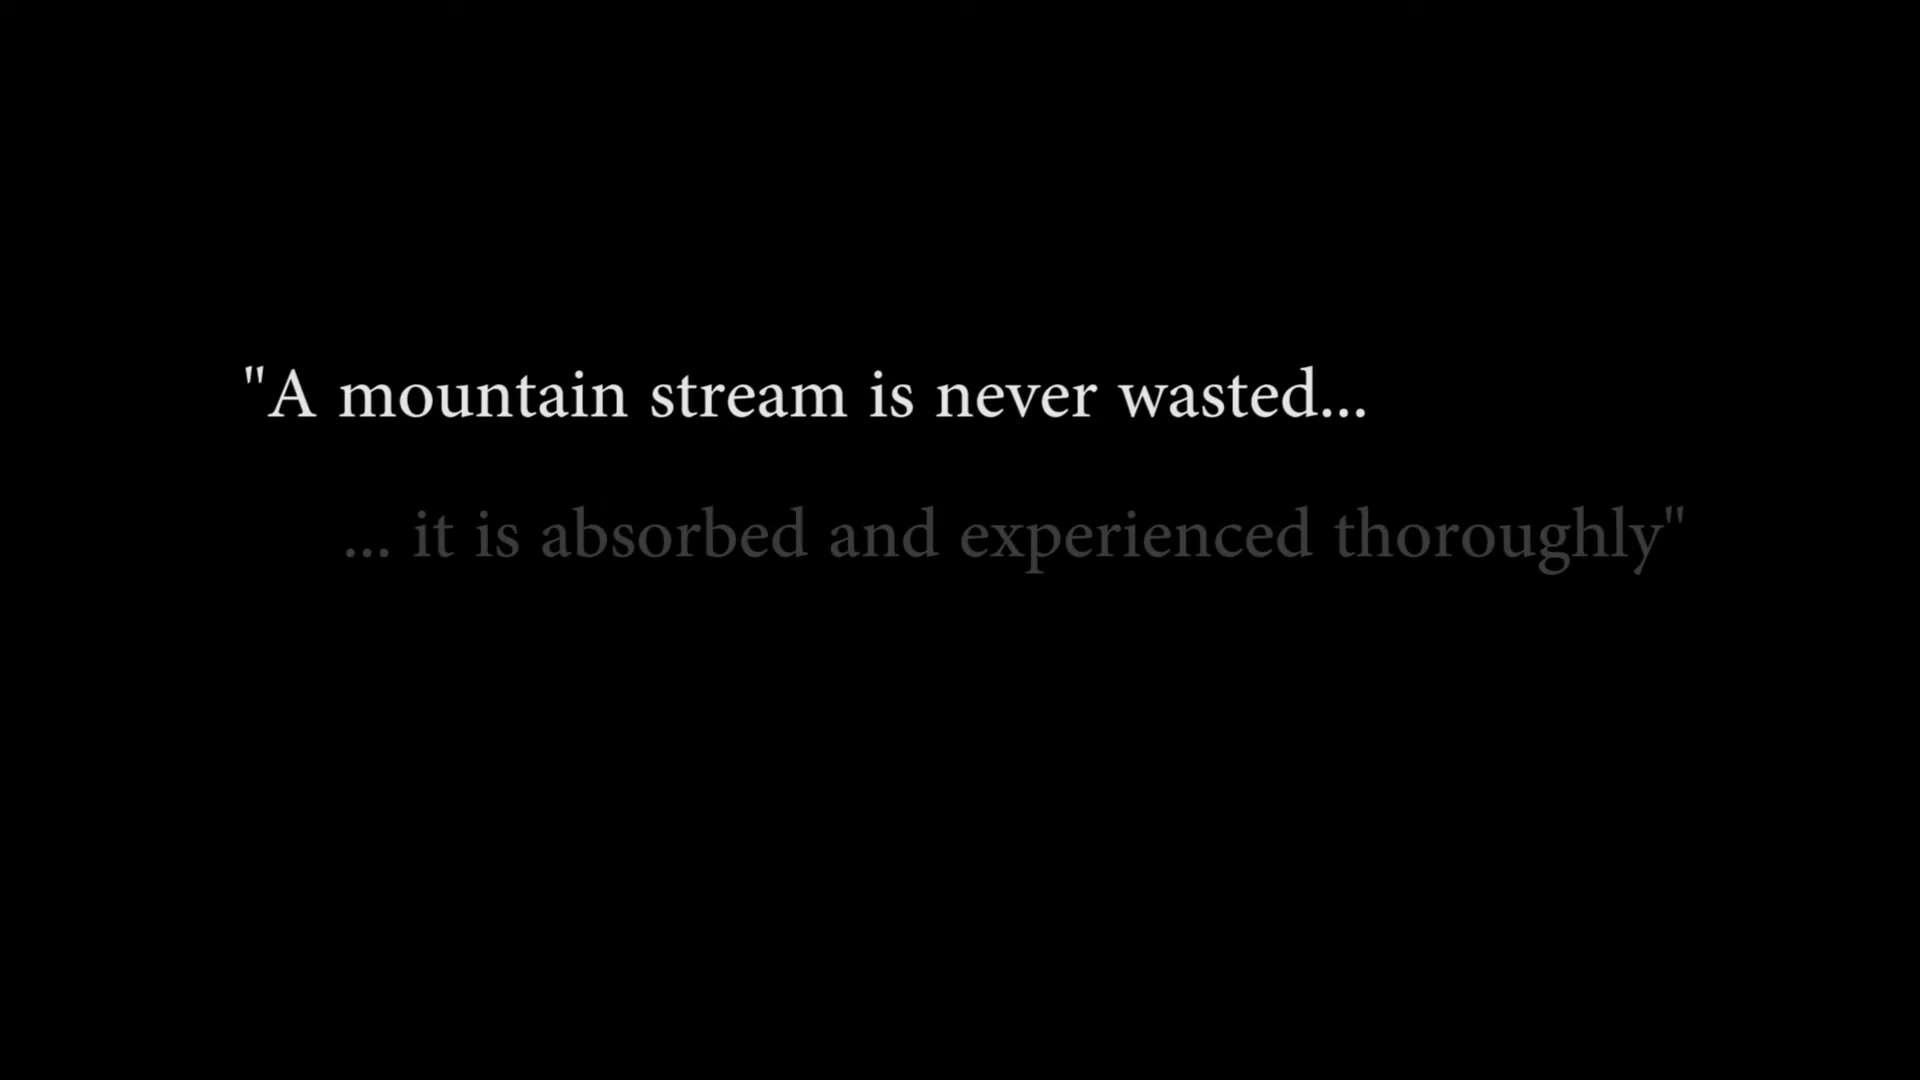 "A mountain stream is never wasted...
... it is absorbed and experienced thoroughly"